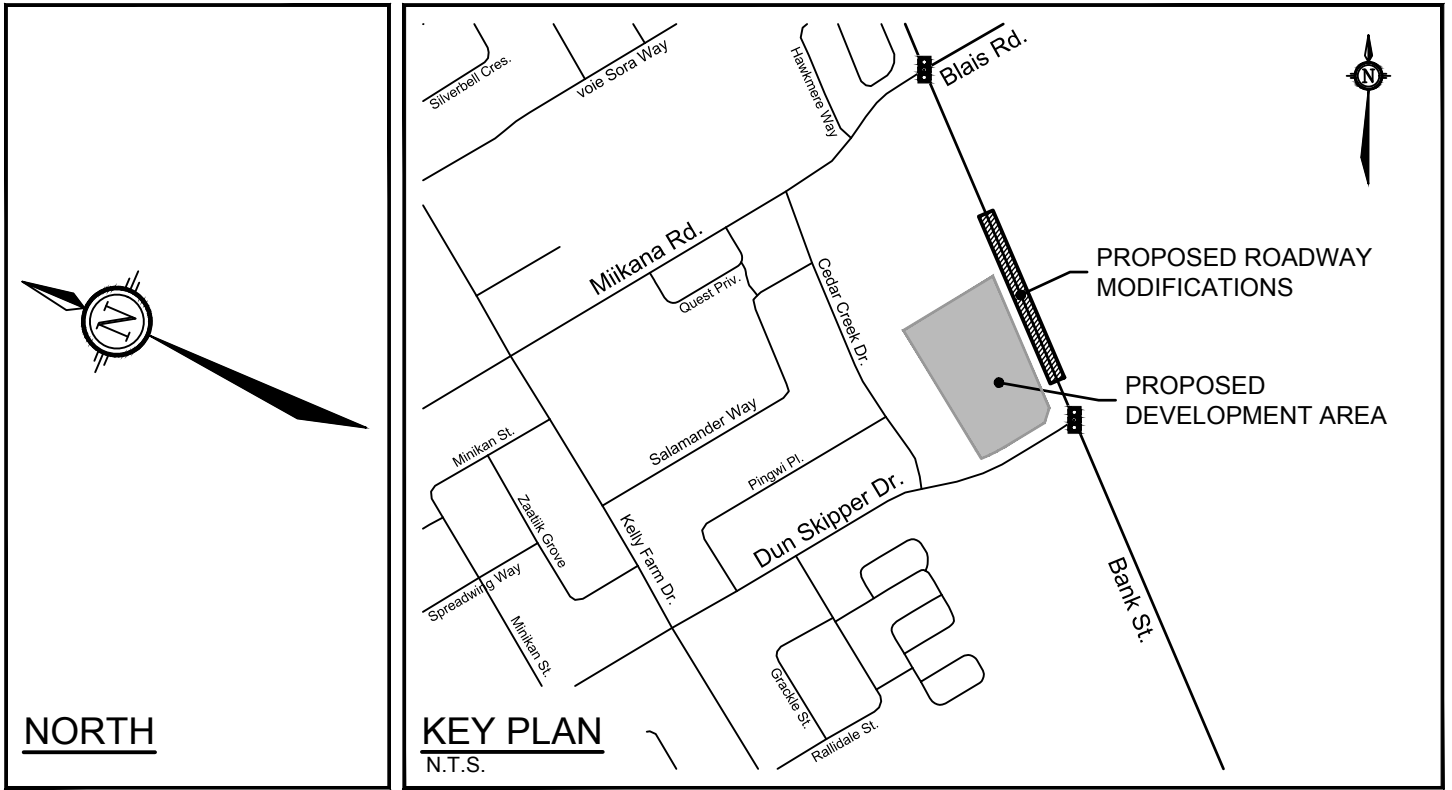 N
NORTH
Silverbell Cres.
voie Sora Way
Hawkmere Way
Blais Rd.
N
Miikana Rd.
Quest Priv.
Cedar Creek Dr.
PROPOSED ROADWAY
MODIFICATIONS
PROPOSED
DEVELOPMENT AREA
Minikan St.
Salamander Way
Pingwi Pl.
Zaatiik Grove
Kelly Farm Dr.
Dun Skipper Dr.
Spreadwing Way
Minikan St.
Bank St.
Grackle St.
Rallidale St.
KEY PLAN
N.T.S.